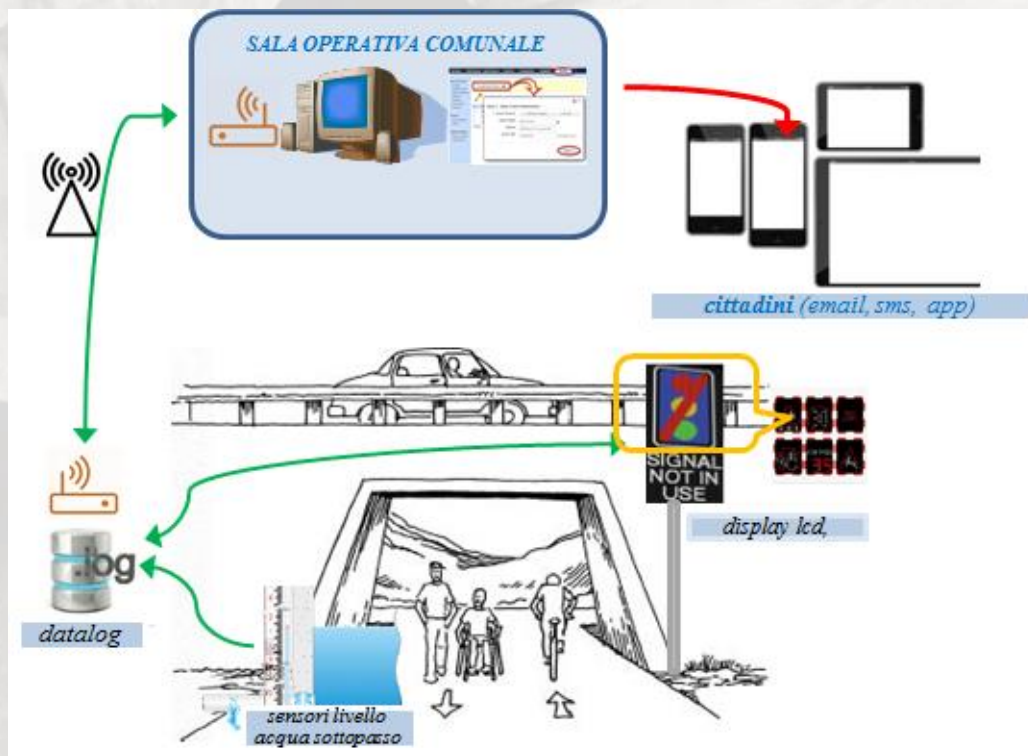 SALA OPERATIVA COMUNALE
cittadini (email, sms, app)
SIGNAL
NOT IN
USE
display lcd,
.log
datalog
sensori livello
acqua sottopasso